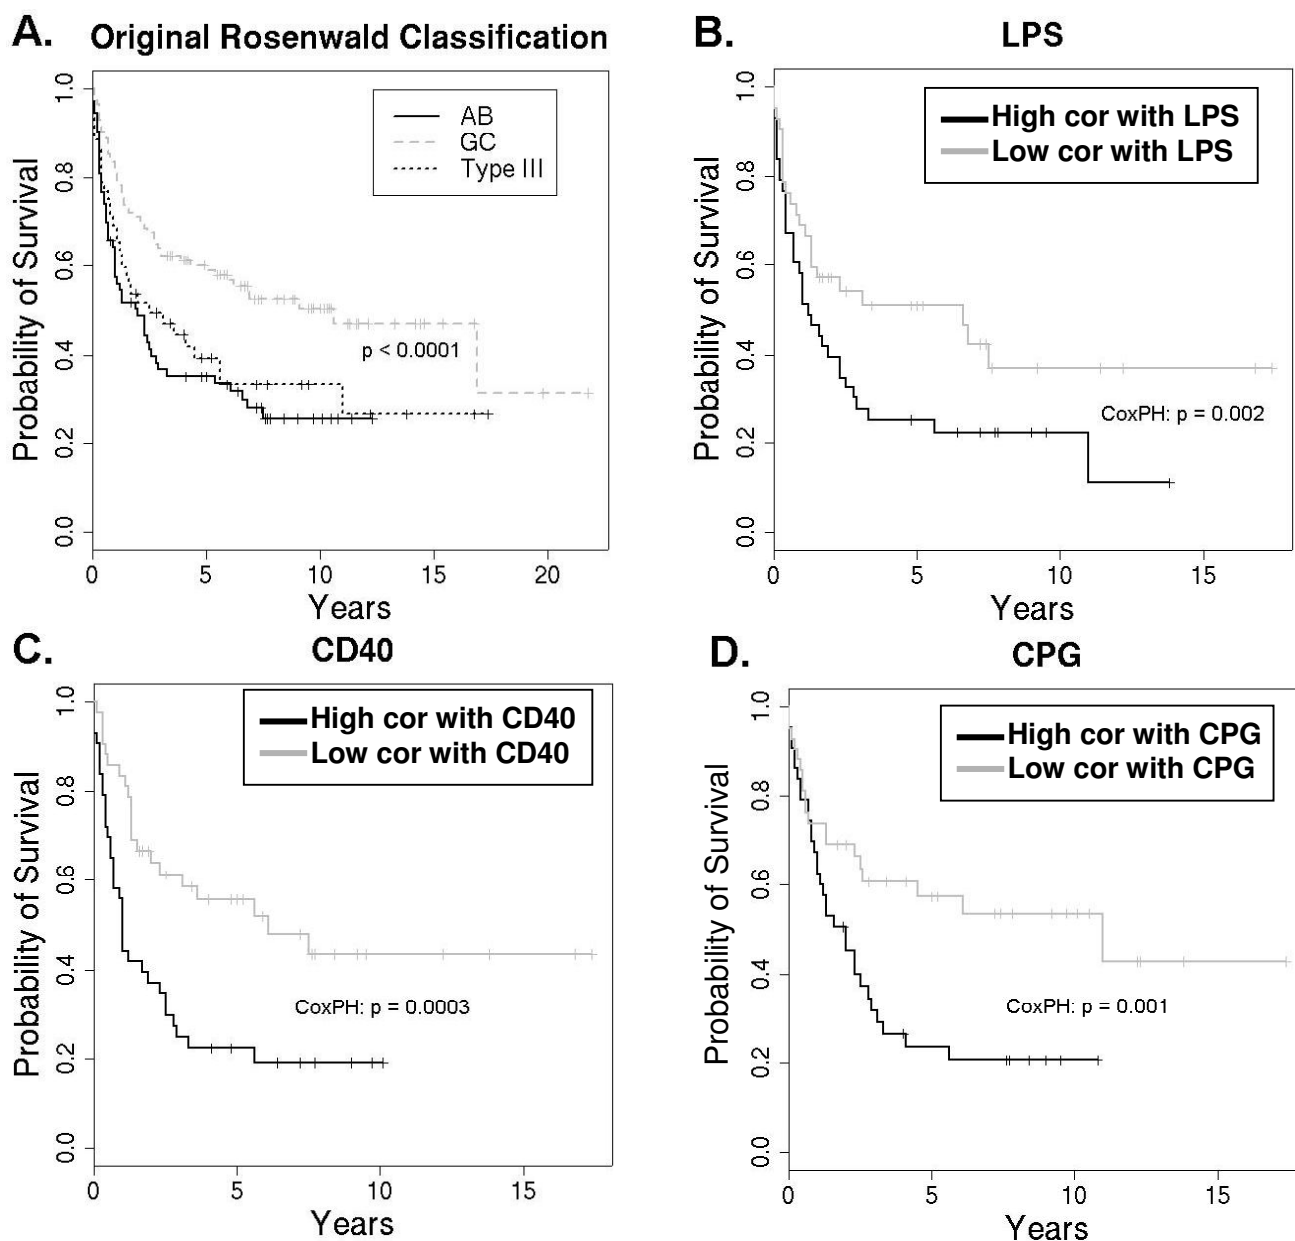 A. Original Rosenwald Classification
1.0
0.8
0.6
0.4
0.2
0.0
Probability of Survival
AB
GC
Type III
p < 0.0001
0 5 10 15 20
Years
B. LPS
1.0
0.8
0.6
0.4
0.2
0.0
Probability of Survival
High cor with LPS
Low cor with LPS
CoxPH: p = 0.002
0 5 10 15
Years
C. CD40
1.0
0.8
0.6
0.4
0.2
0.0
Probability of Survival
High cor with CD40
Low cor with CD40
CoxPH: p = 0.0003
0 5 10 15
Years
D. CPG
1.0
0.8
0.6
0.4
0.2
0.0
Probability of Survival
High cor with CPG
Low cor with CPG
CoxPH: p = 0.001
0 5 10 15
Years